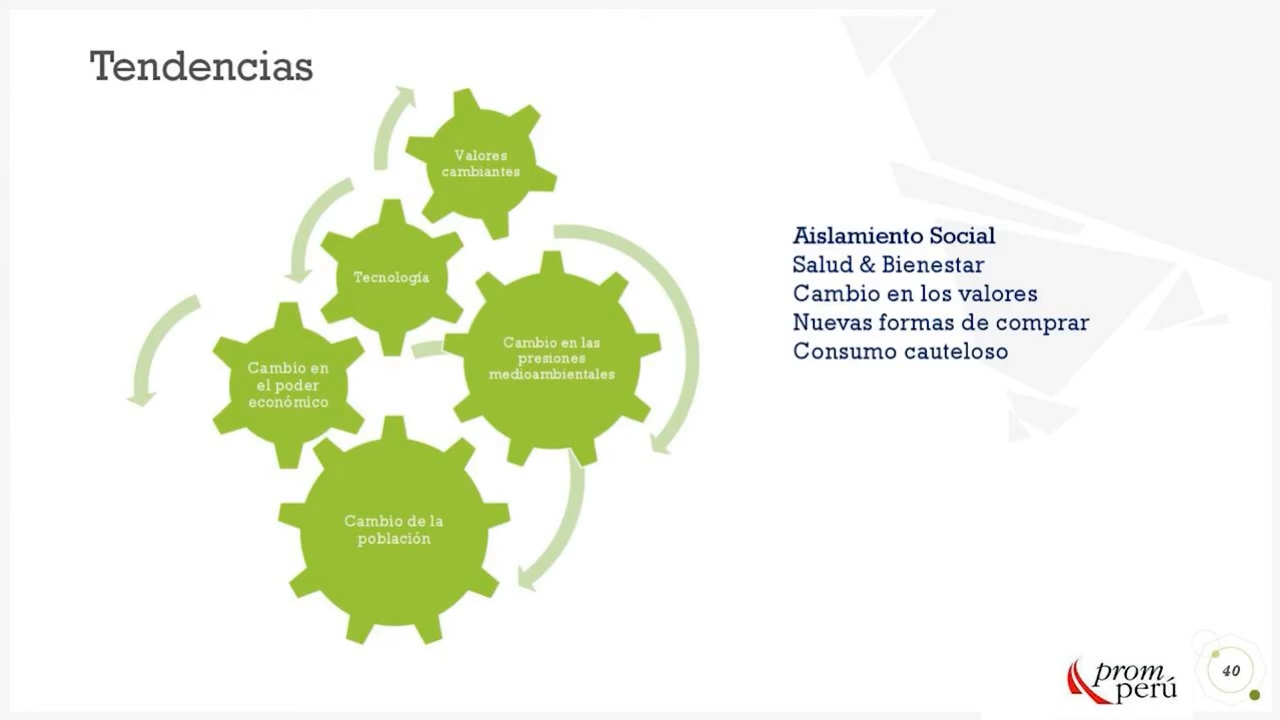 Tendencias
Valores
cambiantes
Tecnología
Cambio en las
presiones
medioambientales
Cambio en
el poder
económico
Cambio de la
población
Aislamiento Social
Salud & Bienestar
Cambio en los valores
Nuevas formas de comprar
Consumo cauteloso
prom
perú
40